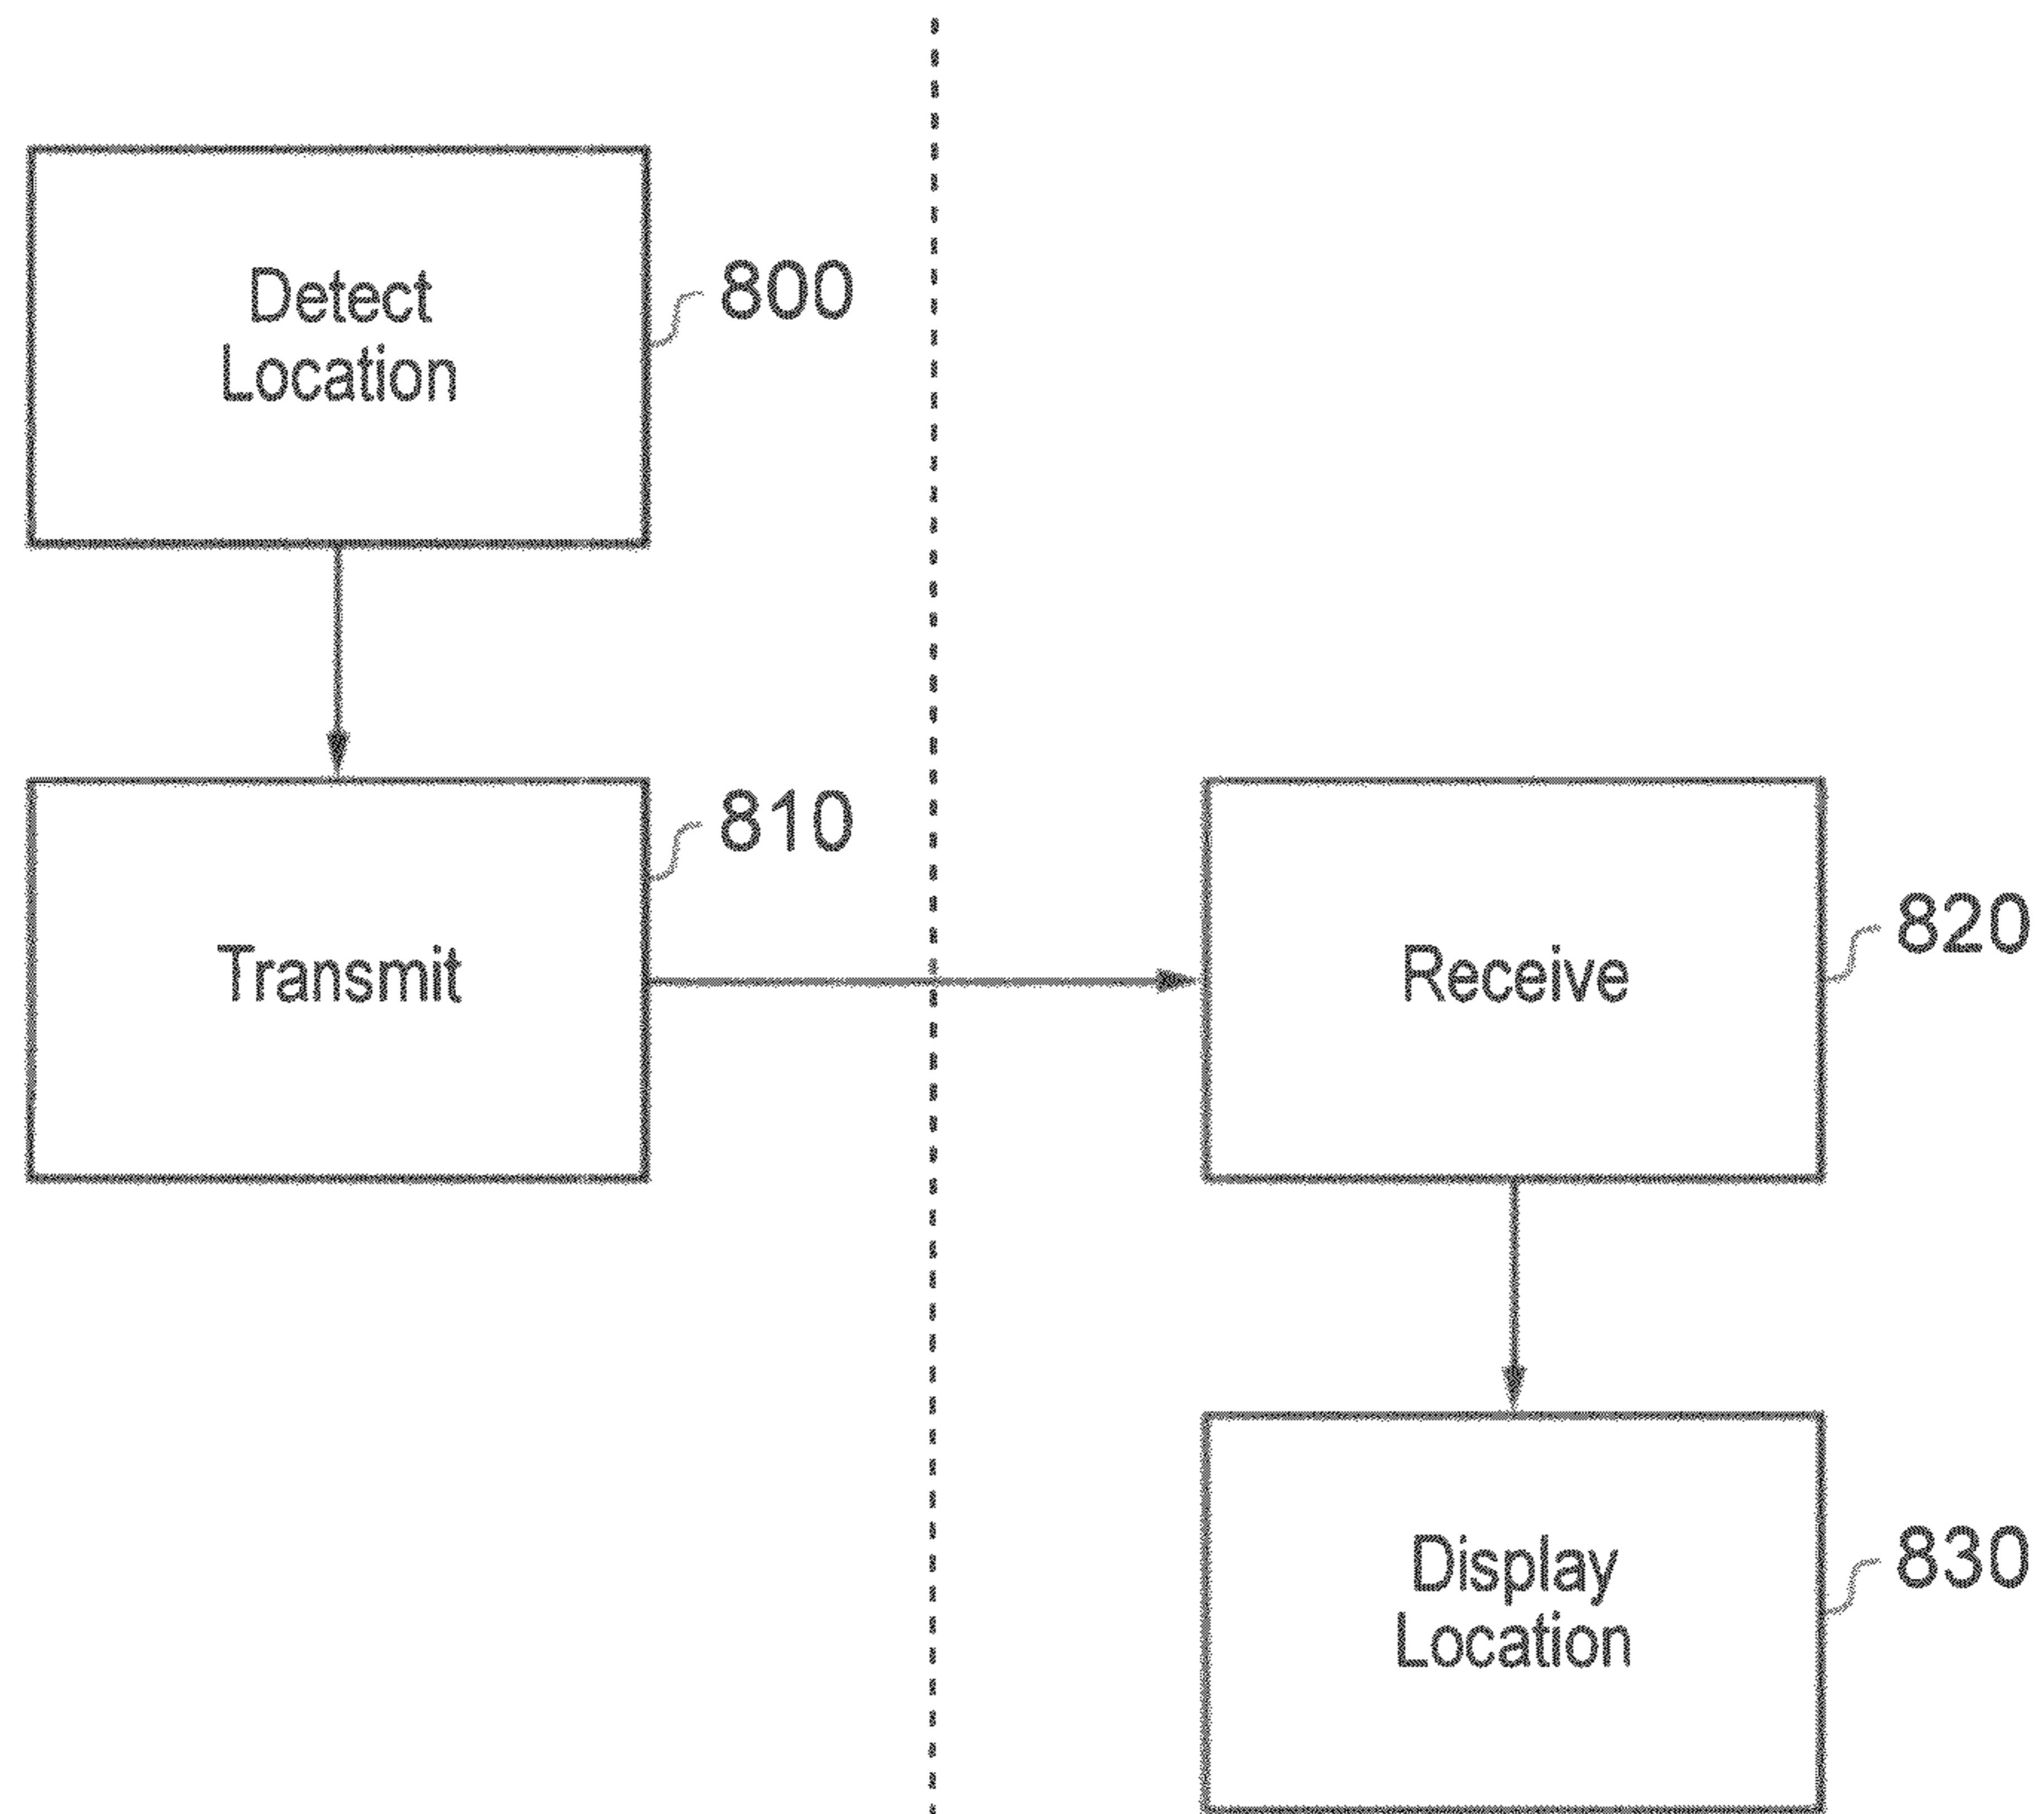 Detect
Location
800
Transmit
810
Receive
820
Display
Location
830